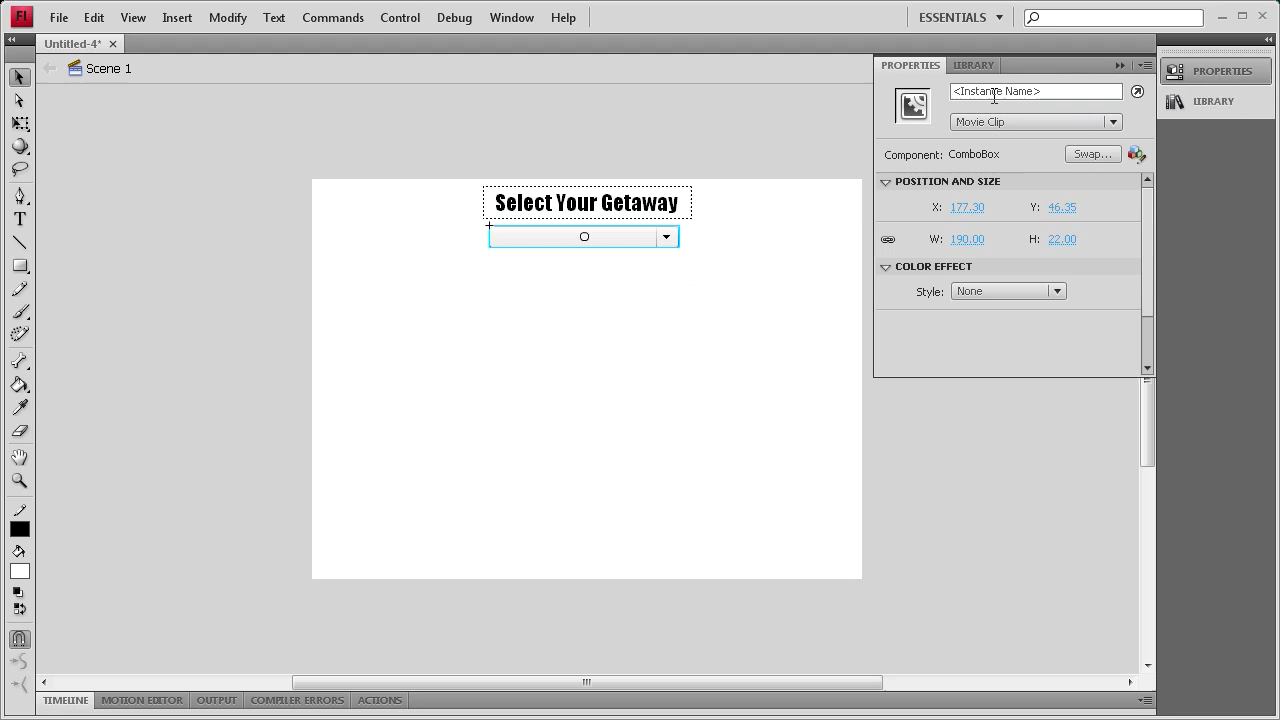 Fl File Edit View Insert Modify Text Commands Control Debug Window Help ESSENTIALS
Untitled-4*
Scene 1
PROPERTIES LIBRARY
<Instance Name>
Movie Clip
Component: ComboBox Swap...
POSITION AND SIZE
X: 177.30 Y: 46.35
W: 190.00 H: 22.00
COLOR EFFECT
Style: None
PROPERTIES
LIBRARY
Select Your Getaway
T
TIMELINE MOTION EDITOR OUTPUT COMPILER ERRORS ACTIONS